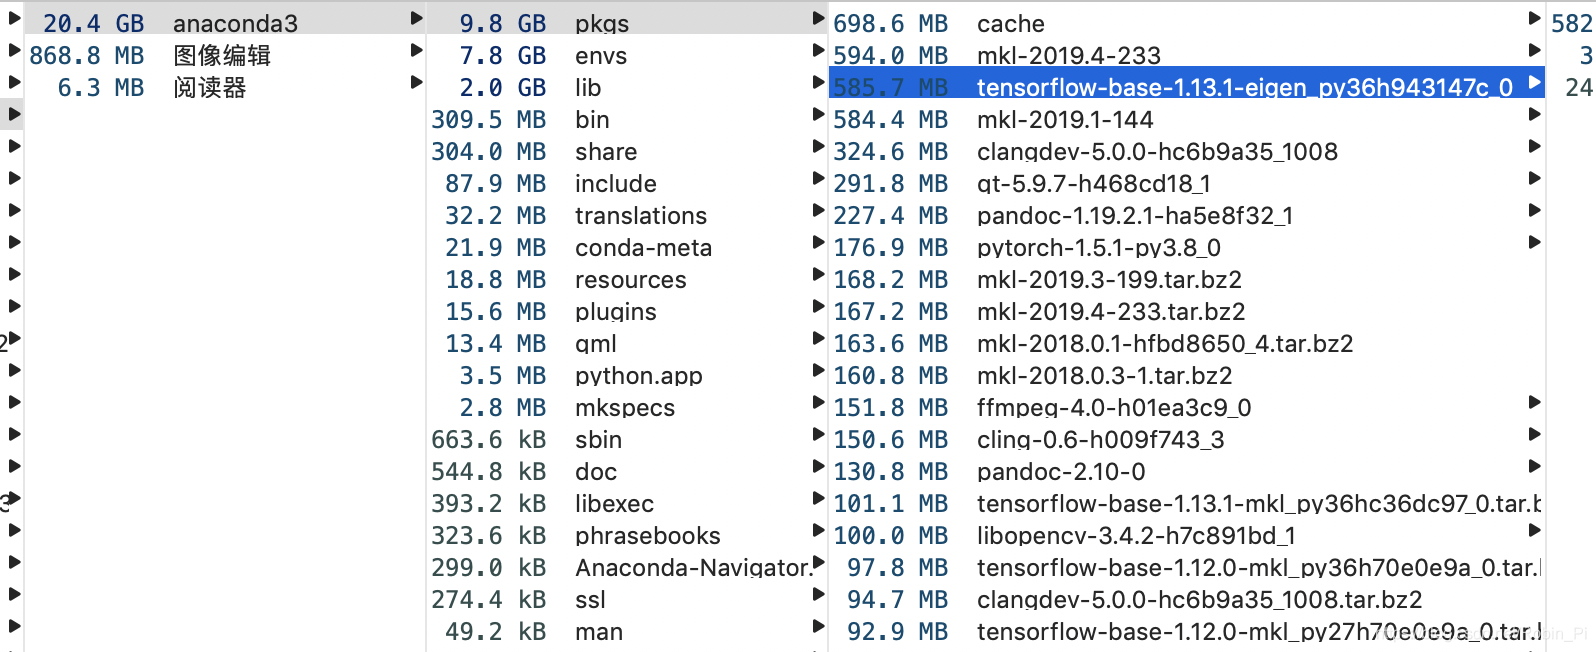 20.4 GB anaconda3
868.8 MB 图像编辑
6.3 MB 阅读器
2
3
9.8 GB pkgs
7.8 GB envs
2.0 GB lib
309.5 MB bin
304.0 MB share
87.9 MB include
32.2 MB translations
21.9 MB conda-meta
18.8 MB resources
15.6 MB plugins
13.4 MB qml
3.5 MB python.app
2.8 MB mkspecs
663.6 kB sbin
544.8 kB doc
393.2 kB libexec
323.6 kB phrasebooks
299.0 kB Anaconda-Navigator.
274.4 kB ssl
49.2 kB man
698.6 MB cache
594.0 MB mkl-2019.4-233
585.7 MB tensorflow-base-1.13.1-eigen_py36h943147c_0
584.4 MB mkl-2019.1-144
324.6 MB clangdev-5.0.0-hc6b9a35_1008
291.8 MB qt-5.9.7-h468cd18_1
227.4 MB pandoc-1.19.2.1-ha5e8f32_1
176.9 MB pytorch-1.5.1-py3.8_0
168.2 MB mkl-2019.3-199.tar.bz2
167.2 MB mkl-2019.4-233.tar.bz2
163.6 MB mkl-2018.0.1-hfbd8650_4.tar.bz2
160.8 MB mkl-2018.0.3-1.tar.bz2
151.8 MB ffmpeg-4.0-h01ea3c9_0
150.6 MB cling-0.6-h009f743_3
130.8 MB pandoc-2.10-0
101.1 MB tensorflow-base-1.13.1-mkl_py36hc36dc97_0.tar.b
100.0 MB libopencv-3.4.2-h7c891bd_1
97.8 MB tensorflow-base-1.12.0-mkl_py36h70e0e9a_0.tar.
94.7 MB clangdev-5.0.0-hc6b9a35_1008.tar.bz2
92.9 MB tensorflow-base-1.12.0-mkl_py27h70e0e9a_0.tar.
582
3
24